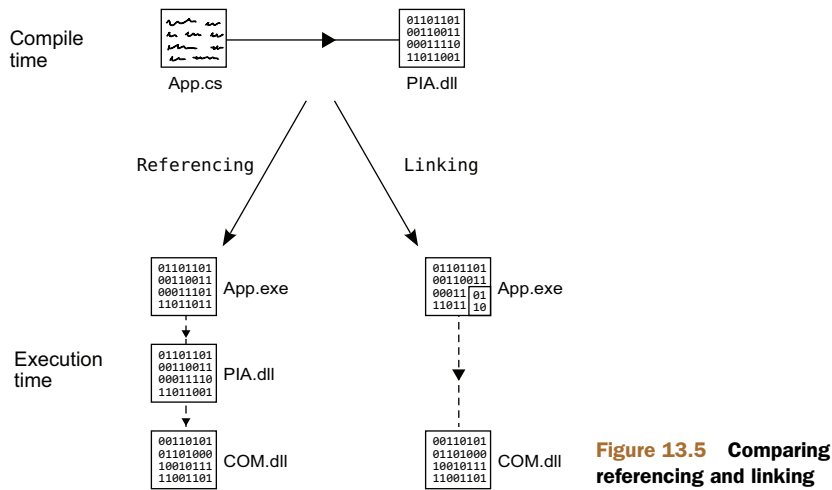 Compile
time
01101101
00110011
00011110
11011001
App.cs
PIA.dll
Referencing
Linking
01101101
00110011
00011101
11011011
App.exe
01101101
00110011
00011
11011
01
10
App.exe
Execution
time
01101101
00110011
00011110
11011001
PIA.dll
00110101
01101000
10010111
11001101
COM.dll
00110101
01101000
10010111
11001101
COM.dll
Figure 13.5 Comparing
referencing and linking